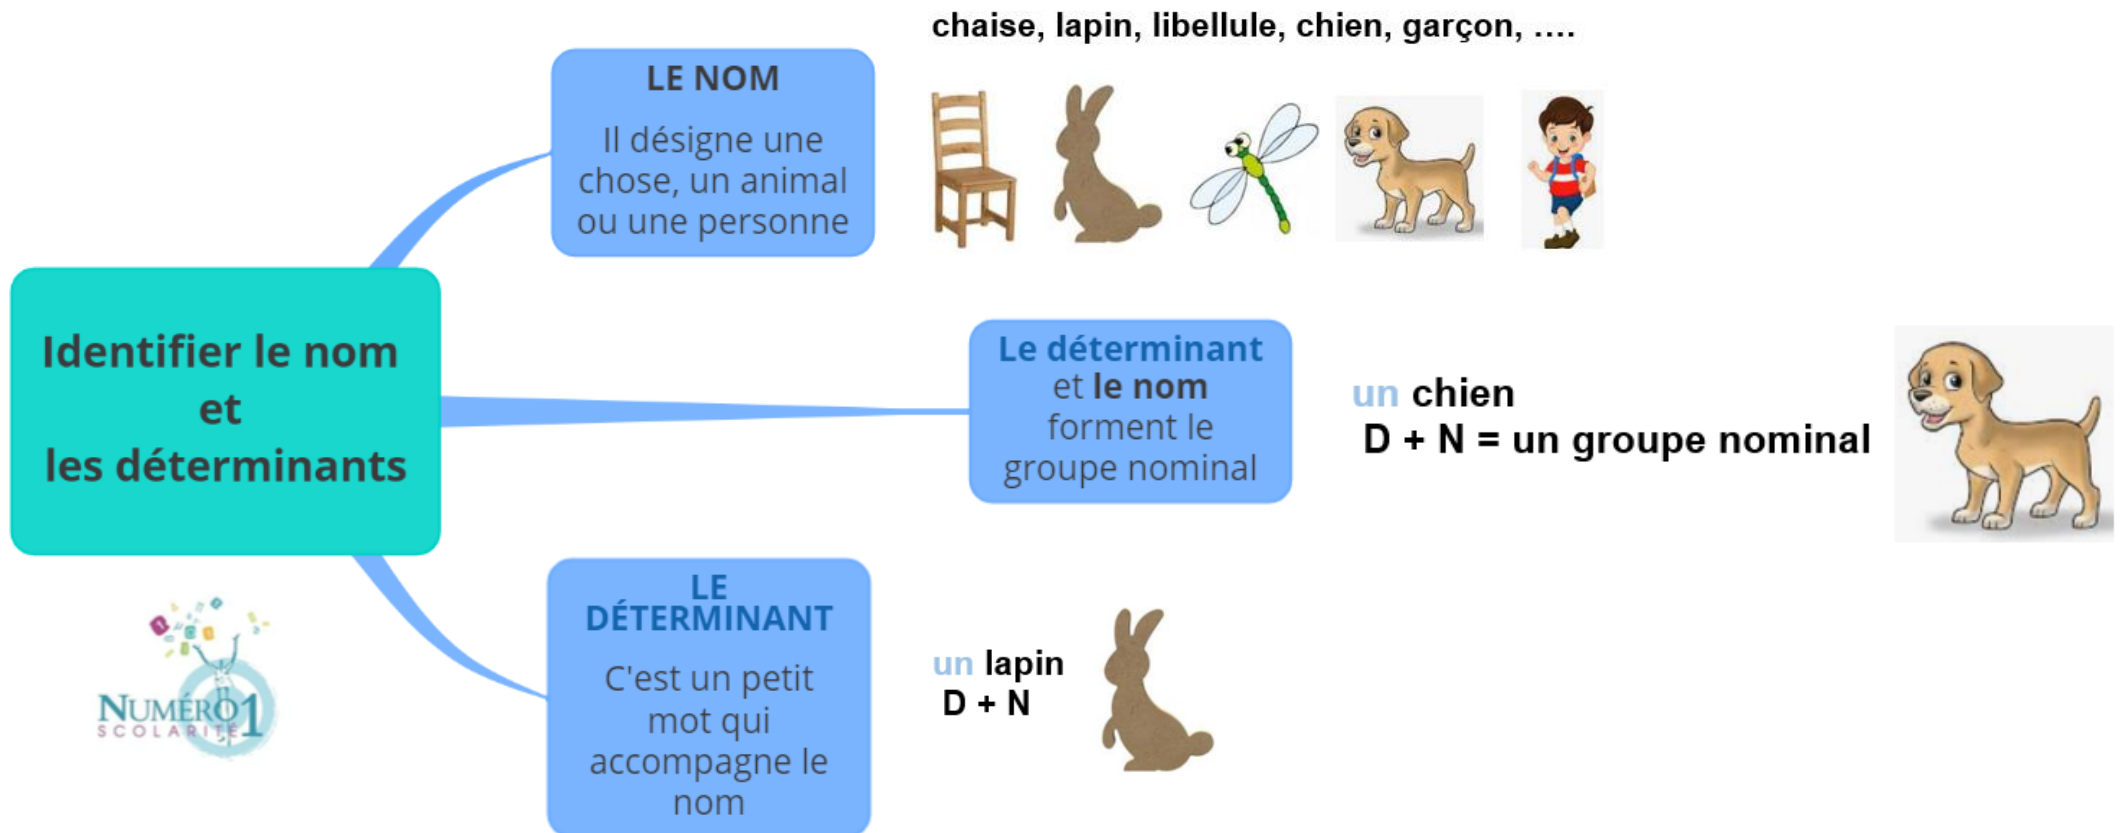 chaise, lapin, libellule, chien, garçon, ....
LE NOM
Il désigne une
chose, un animal
ou une personne
Identifier le nom
et
les déterminants
Le déterminant
et le nom
forment le
groupe nominal
un chien
D + N = un groupe nominal
LE
DÉTERMINANT
C'est un petit
mot qui
accompagne le
nom
un lapin
D + N
NUMÉRO1
SCOLARITÉ